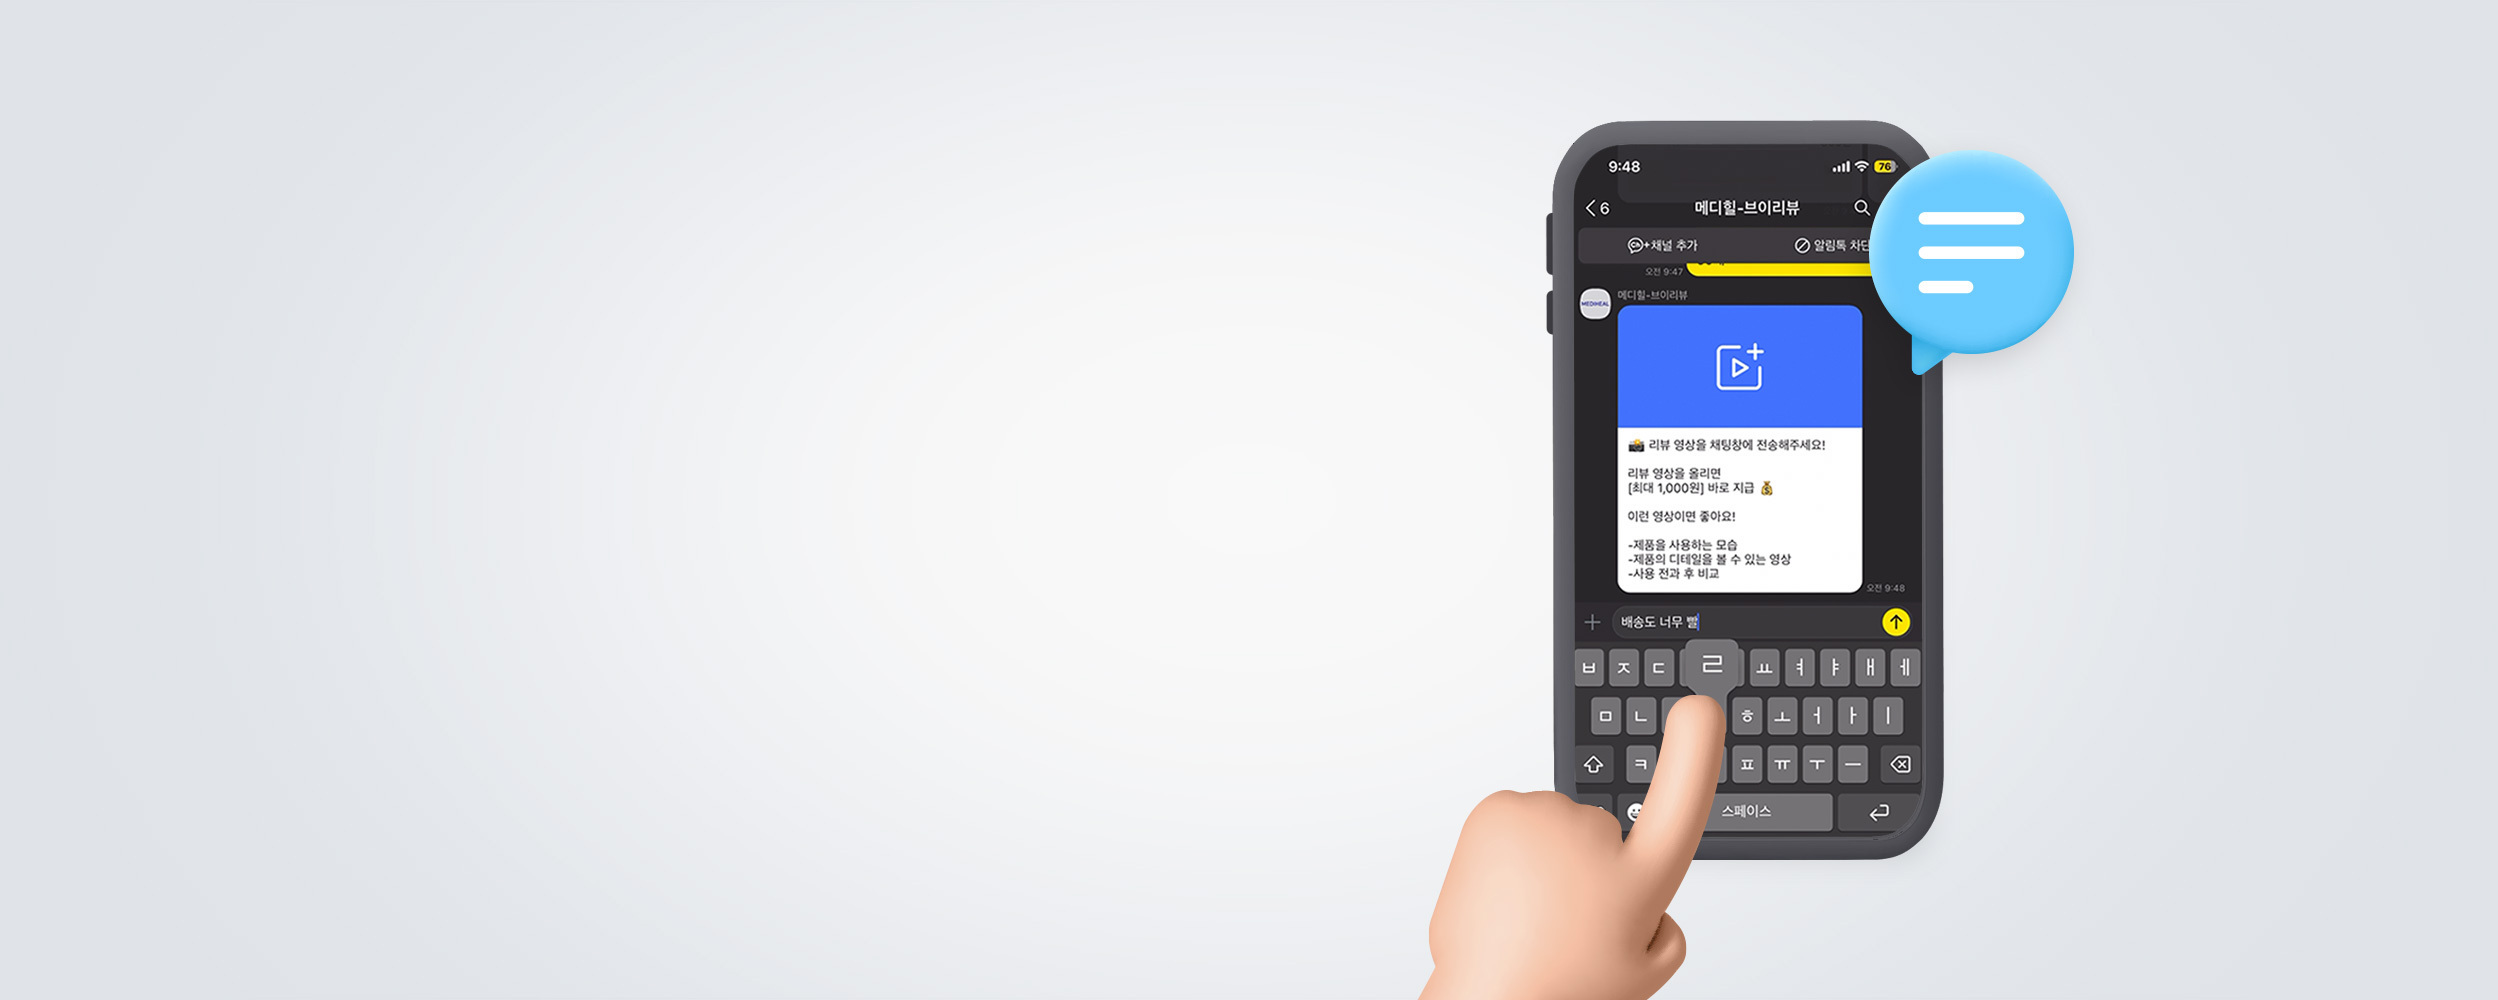 9:48
76
6
메디힐-브이리뷰
Ch+채널 추가
알림톡 차단
오전 9:47
메디힐-브이리뷰
MEDIHEAL
리뷰 영상을 채팅창에 전송해주세요!
리뷰 영상을 올리면
[최대 1,000원] 바로 지급
이런 영상이면 좋아요!
-제품을 사용하는 모습
-제품의 디테일을 볼 수 있는 영상
-사용 전과 후 비교
오전 9:48
배송도 너무 빨
ㅂ ㅈ ㄷ ㄹ ㅛ ㅕ ㅑ ㅐ ㅔ
ㅁ ㄴ ㅎ ㅗ ㅓ ㅏ ㅣ
ㅋ ㅍ ㅠ ㅜ ㅡ
스페이스